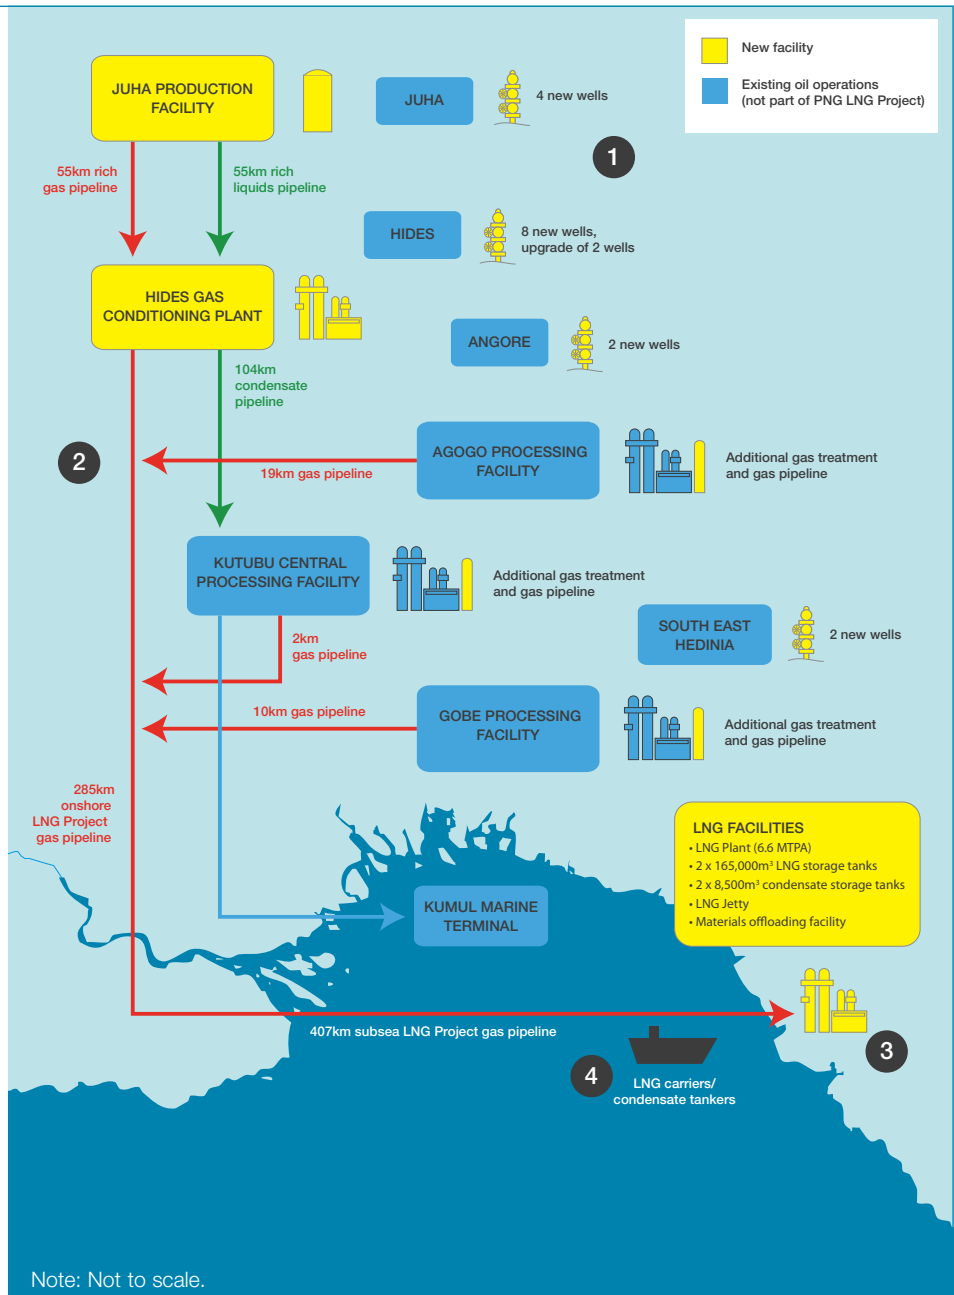 New facility
Existing oil operations
(not part of PNG LNG Project)
JUHA PRODUCTION
FACILITY
JUHA
4 new wells
1
55km rich
gas pipeline
55km rich
liquids pipeline
HIDES
8 new wells,
upgrade of 2 wells
HIDES GAS
CONDITIONING PLANT
ANGORE
2 new wells
104km
condensate
pipeline
2
AGOGO PROCESSING
FACILITY
19km gas pipeline
Additional gas treatment
and gas pipeline
KUTUBU CENTRAL
PROCESSING FACILITY
Additional gas treatment
and gas pipeline
SOUTH EAST
HEDINIA
2 new wells
2km
gas pipeline
10km gas pipeline
GOBE PROCESSING
FACILITY
Additional gas treatment
and gas pipeline
285km
onshore
LNG Project
gas pipeline
LNG FACILITIES
• LNG Plant (6.6 MTPA)
• 2 x 165,000m³ LNG storage tanks
• 2 x 8,500m³ condensate storage tanks
• LNG Jetty
• Materials offloading facility
KUMUL MARINE
TERMINAL
407km subsea LNG Project gas pipeline
3
4
LNG carriers/
condensate tankers
Note: Not to scale.